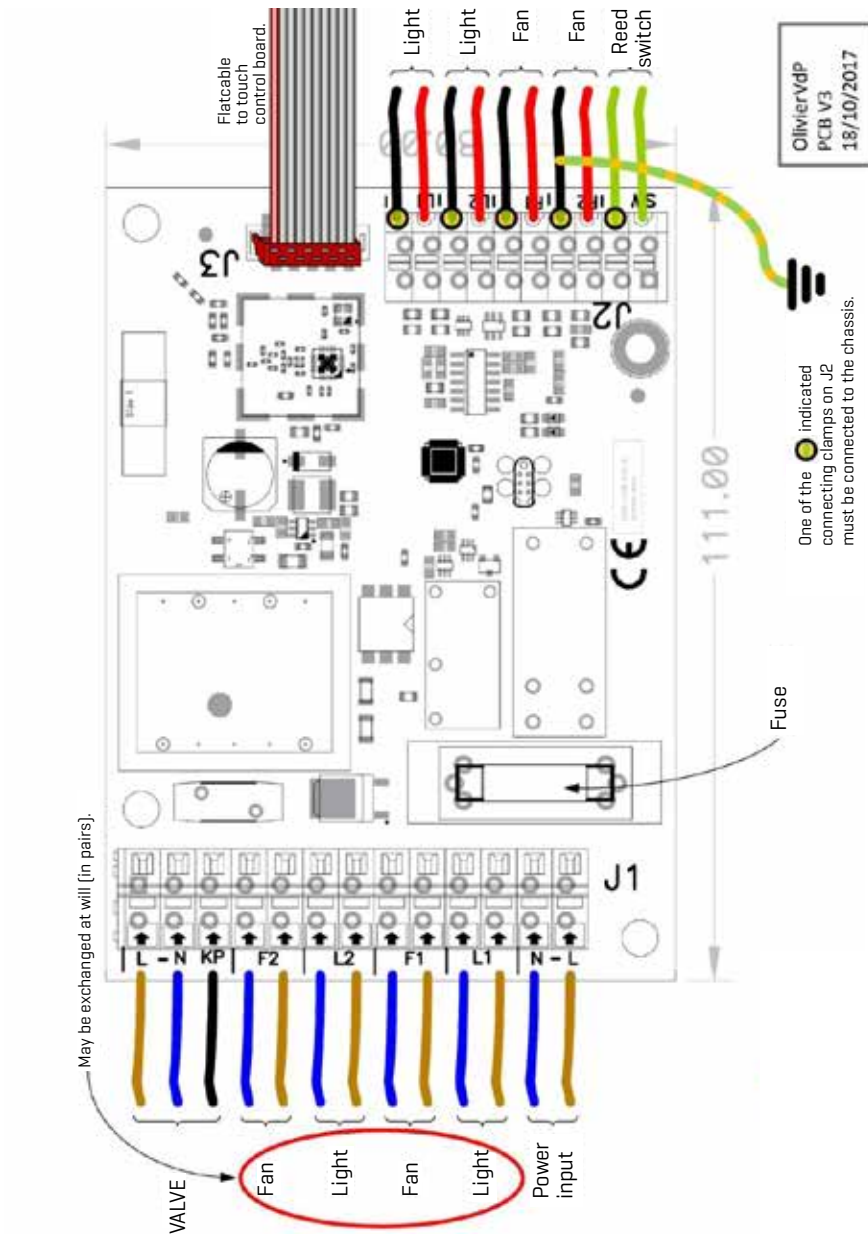 Flatcable
to touch
control board.
Light
Light
Fan
Fan
Reed
switch
OlivierVdP
PCB V3
18/10/2017
J3
J2
SW
111.00
One of the indicated
connecting clamps on J2
must be connected to the chassis.
CE
Fuse
J1
May be exchanged at will (in pairs).
L - N KP F2 L2 F1 L1 N - L
VALVE
Fan
Light
Fan
Light
Power
input